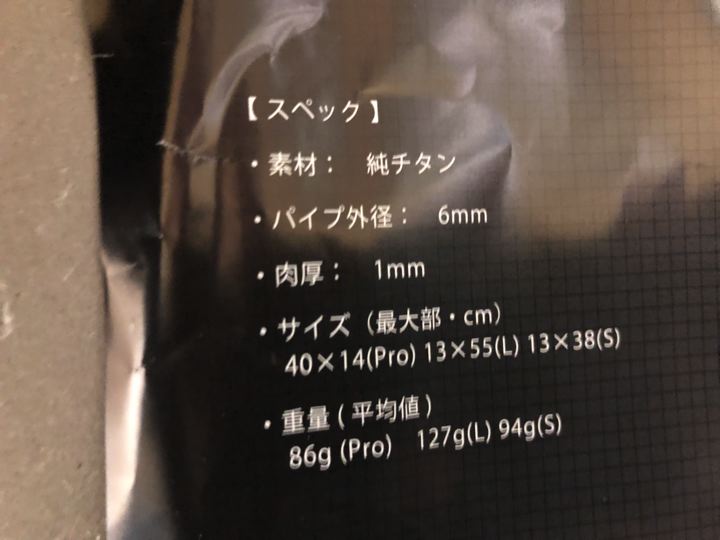 【スペック】
・素材： 純チタン
・パイプ外径： 6mm
・肉厚： 1mm
・サイズ（最大部・cm）
40×14(Pro) 13×55(L) 13×38(S)
・重量(平均値)
86g (Pro) 127g(L) 94g(S)